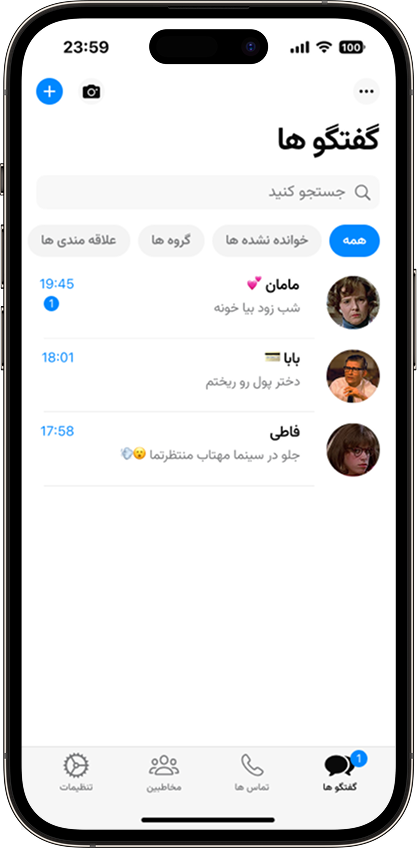 23:59
100
گفتگو ها
جستجو کنید
همه
خوانده نشده ها
گروه ها
علاقه مندی ها
مامان 💕 19:45
شب زود بیا خونه 1
بابا 💳 18:01
دختر پول رو ریختم
فاطی 17:58
جلو در سینما مهتاب منتظرتما 😮‍💨
1
گفتگو ها
تماس ها
مخاطبین
تنظیمات